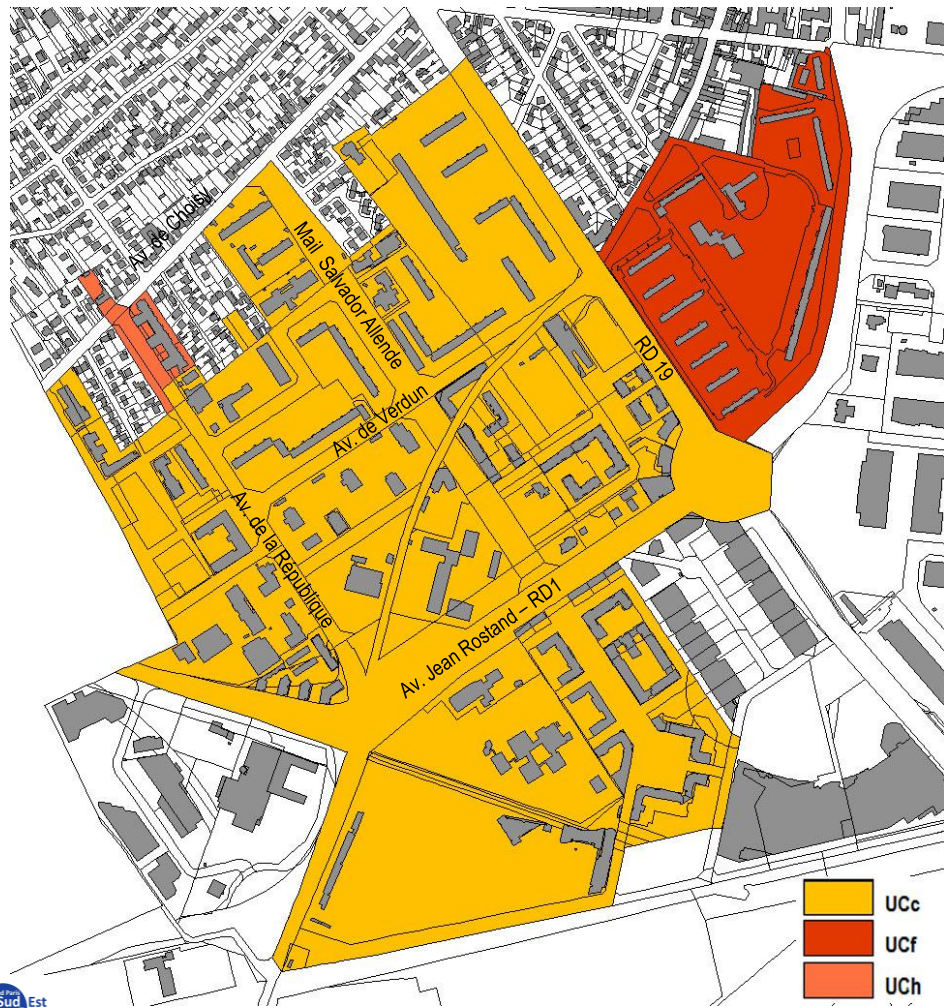 Av. de Choisy
Mail Salvador Allende
RD 19
Av. de Verdun
Av. de la République
Av. Jean Rostand – RD1
UCc
UCf
UCh
Sud Est